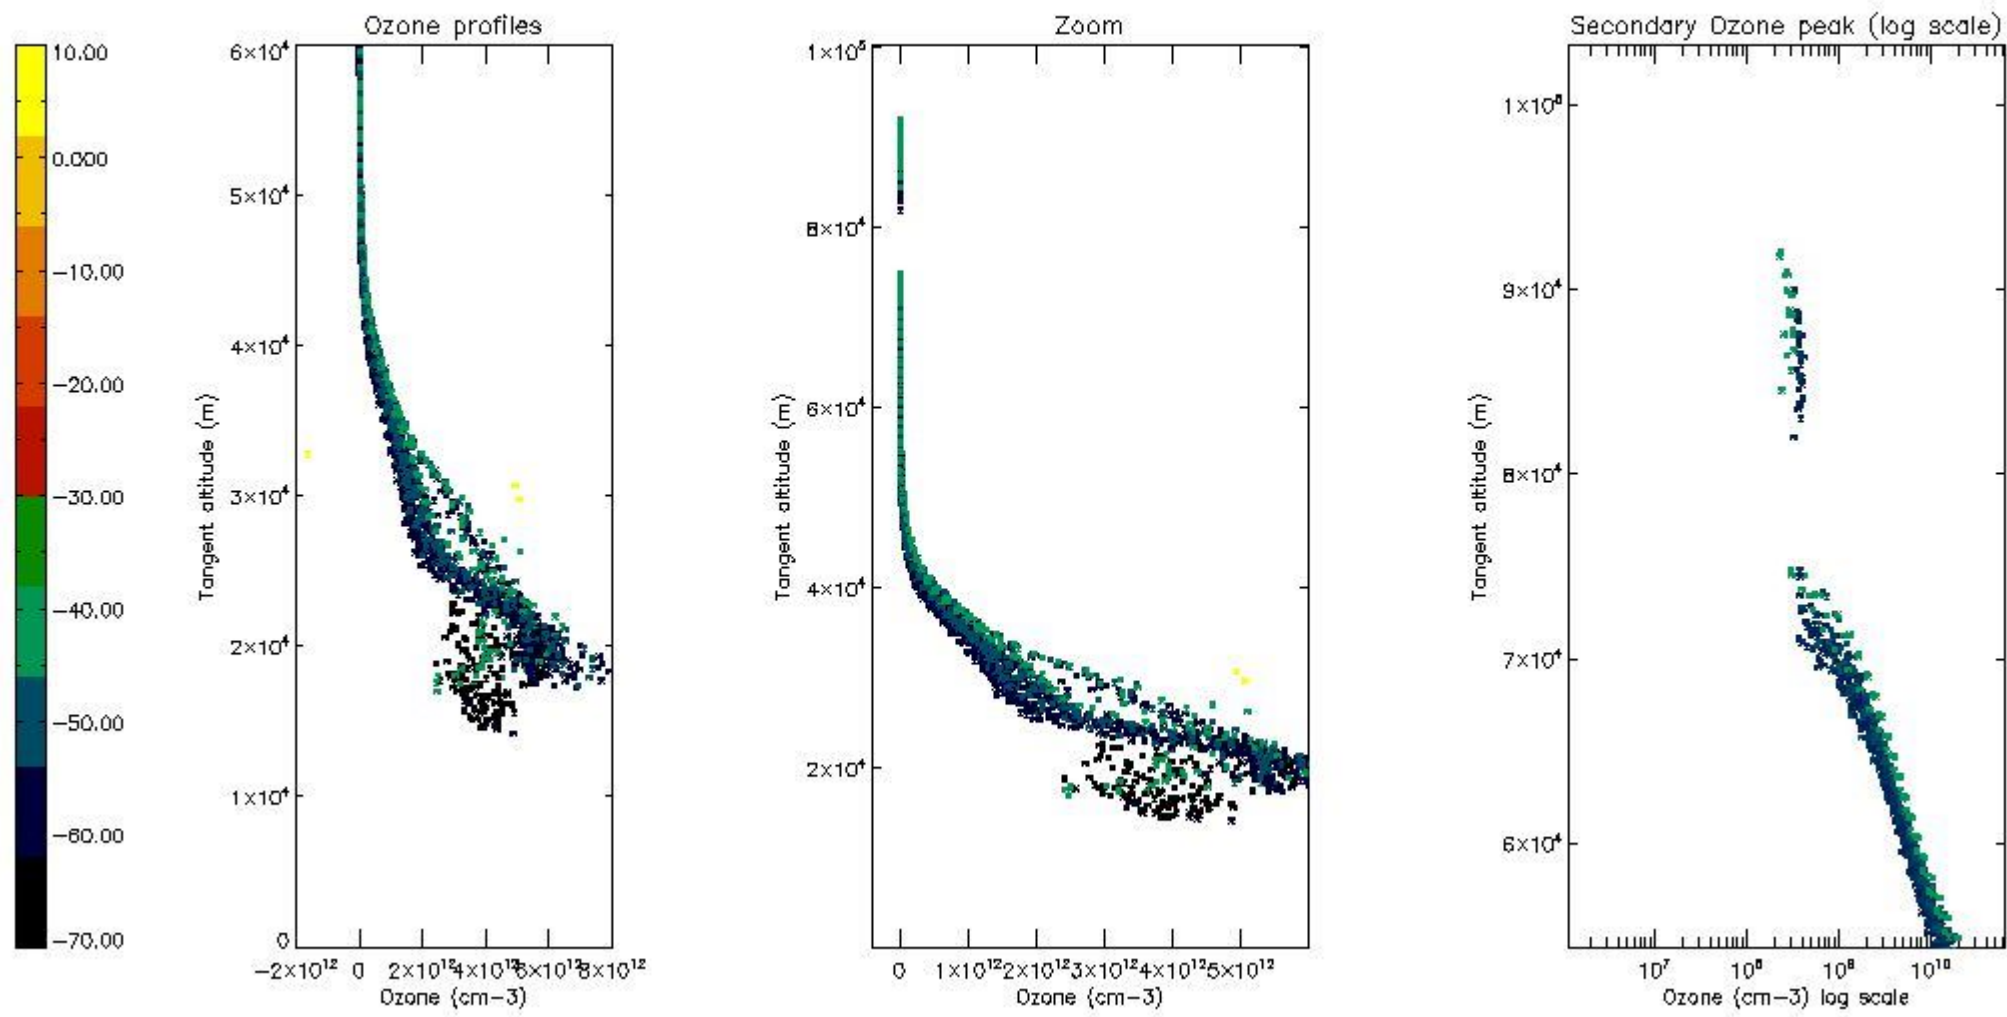 Ozone profiles
Zoom
Secondary Ozone peak (log scale)
10.00
0.000
−10.00
−20.00
−30.00
−40.00
−50.00
−60.00
−70.00
6×10⁴
5×10⁴
4×10⁴
3×10⁴
2×10⁴
1×10⁴
0
Tangent altitude (m)
−2×10¹² 0 2×10¹² 4×10¹² 6×10¹² 8×10¹²
Ozone (cm−3)
1×10⁵
8×10⁴
6×10⁴
4×10⁴
2×10⁴
Tangent altitude (m)
0 1×10¹² 2×10¹² 3×10¹² 4×10¹² 5×10¹²
Ozone (cm−3)
1×10⁵
9×10⁴
8×10⁴
7×10⁴
6×10⁴
Tangent altitude (m)
10⁷ 10⁸ 10⁹ 10¹⁰
Ozone (cm−3) log scale